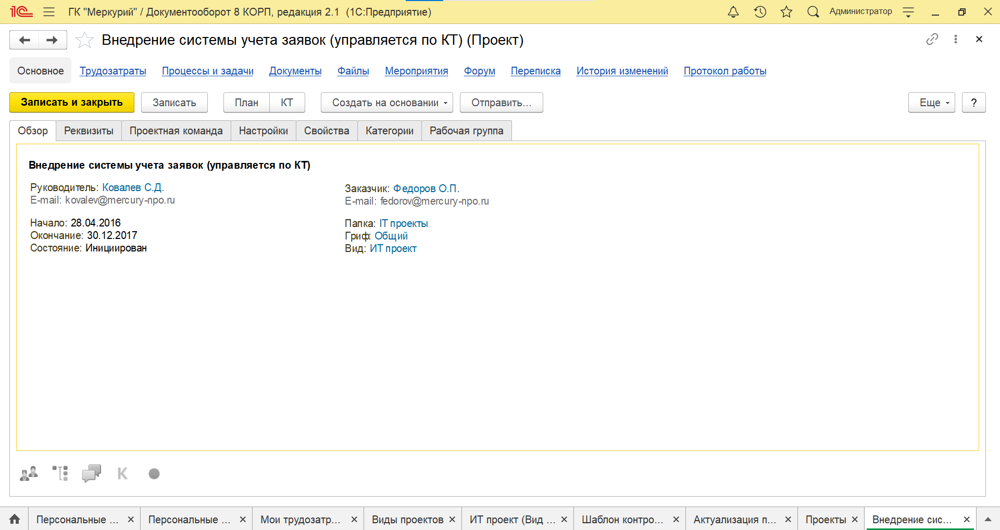 1С ГК "Меркурий" / Документооборот 8 КОРП, редакция 2.1 (1С:Предприятие) Администратор
Внедрение системы учета заявок (управляется по КТ) (Проект)
Основное Трудозатраты Процессы и задачи Документы Файлы Мероприятия Форум Переписка История изменений Протокол работы
Записать и закрыть Записать План КТ Создать на основании Отправить... Еще ?
Обзор Реквизиты Проектная команда Настройки Свойства Категории Рабочая группа
Внедрение системы учета заявок (управляется по КТ)
Руководитель: Ковалев С.Д.
E-mail: kovalev@mercury-npo.ru
Начало: 28.04.2016
Окончание: 30.12.2017
Состояние: Инициирован
Заказчик: Федоров О.П.
E-mail: fedorov@mercury-npo.ru
Папка: IT проекты
Гриф: Общий
Вид: ИТ проект
К
Персональные ... Персональные ... Мои трудозатр... Виды проектов ИТ проект (Вид ... Шаблон контро... Актуализация п... Проекты Внедрение сис...